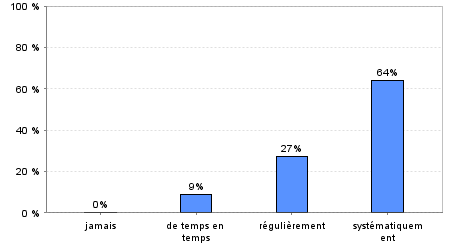 100 %
80 %
60 %
40 %
20 %
0 %
0%
9%
27%
64%
jamais
de temps en
temps
régulièrement
systématiquem
ent